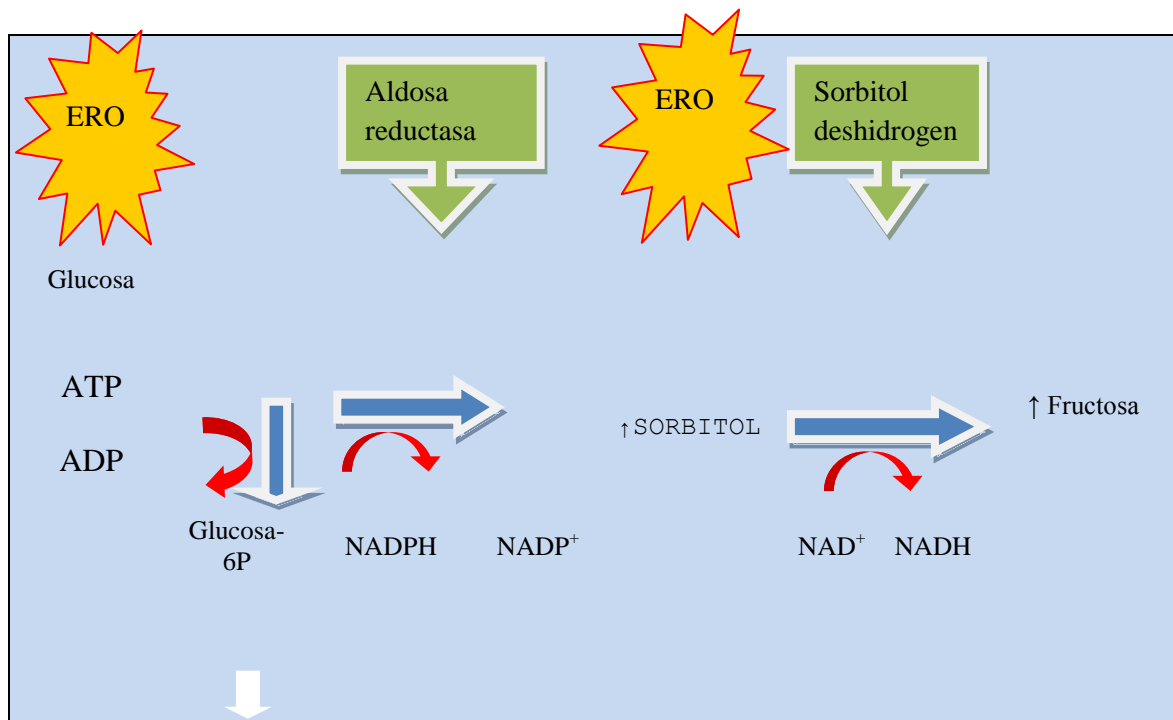 ERO
Aldosa
reductasa
ERO
Sorbitol
deshidrogen
Glucosa
ATP
ADP
↑SORBITOL
↑ Fructosa
Glucosa-
6P
NADPH
NADP⁺
NAD⁺
NADH